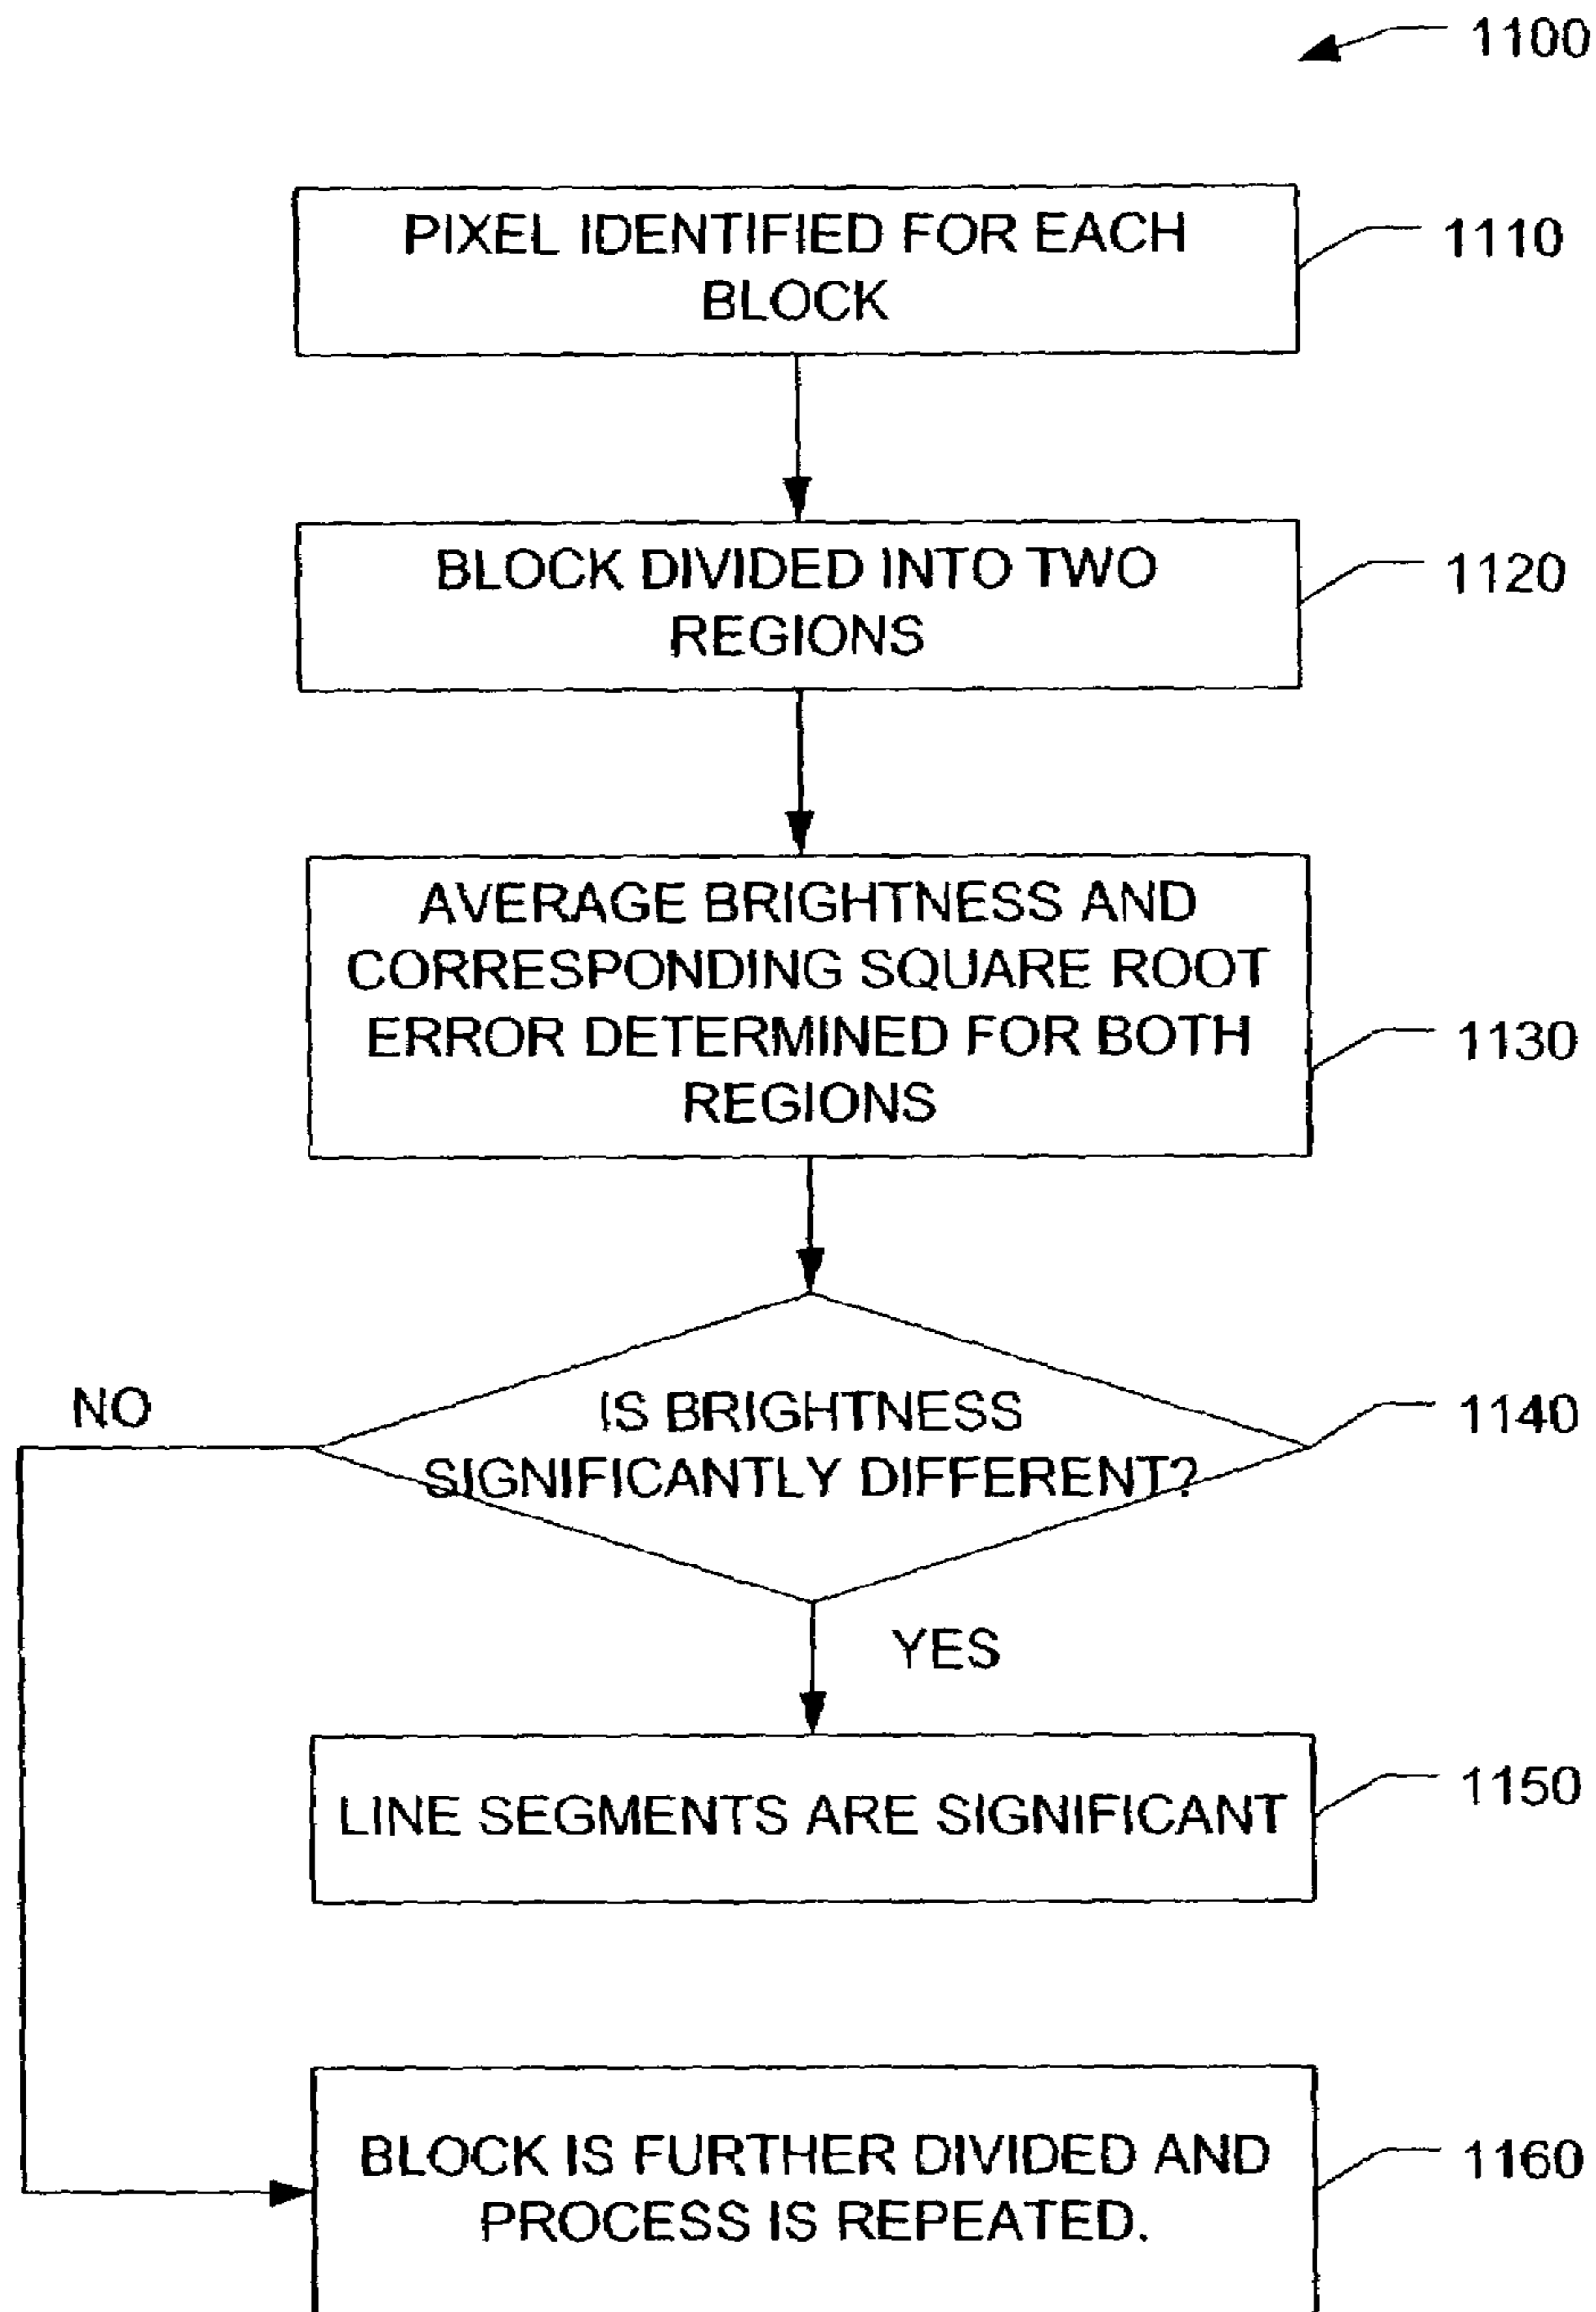 1100
PIXEL IDENTIFIED FOR EACH
BLOCK
1110
BLOCK DIVIDED INTO TWO
REGIONS
1120
AVERAGE BRIGHTNESS AND
CORRESPONDING SQUARE ROOT
ERROR DETERMINED FOR BOTH
REGIONS
1130
IS BRIGHTNESS
SIGNIFICANTLY DIFFERENT?
1140
NO
YES
LINE SEGMENTS ARE SIGNIFICANT
1150
BLOCK IS FURTHER DIVIDED AND
PROCESS IS REPEATED.
1160